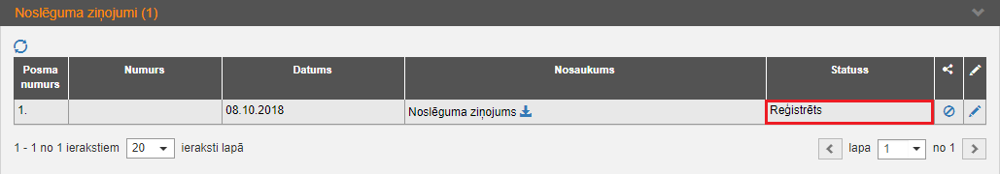 Noslēguma ziņojumi (1)
Posma numurs Numurs Datums Nosaukums Statuss
1. 08.10.2018 Noslēguma ziņojums Reģistrēts
1 - 1 no 1 ierakstiem 20 ieraksti lapā lapa 1 no 1